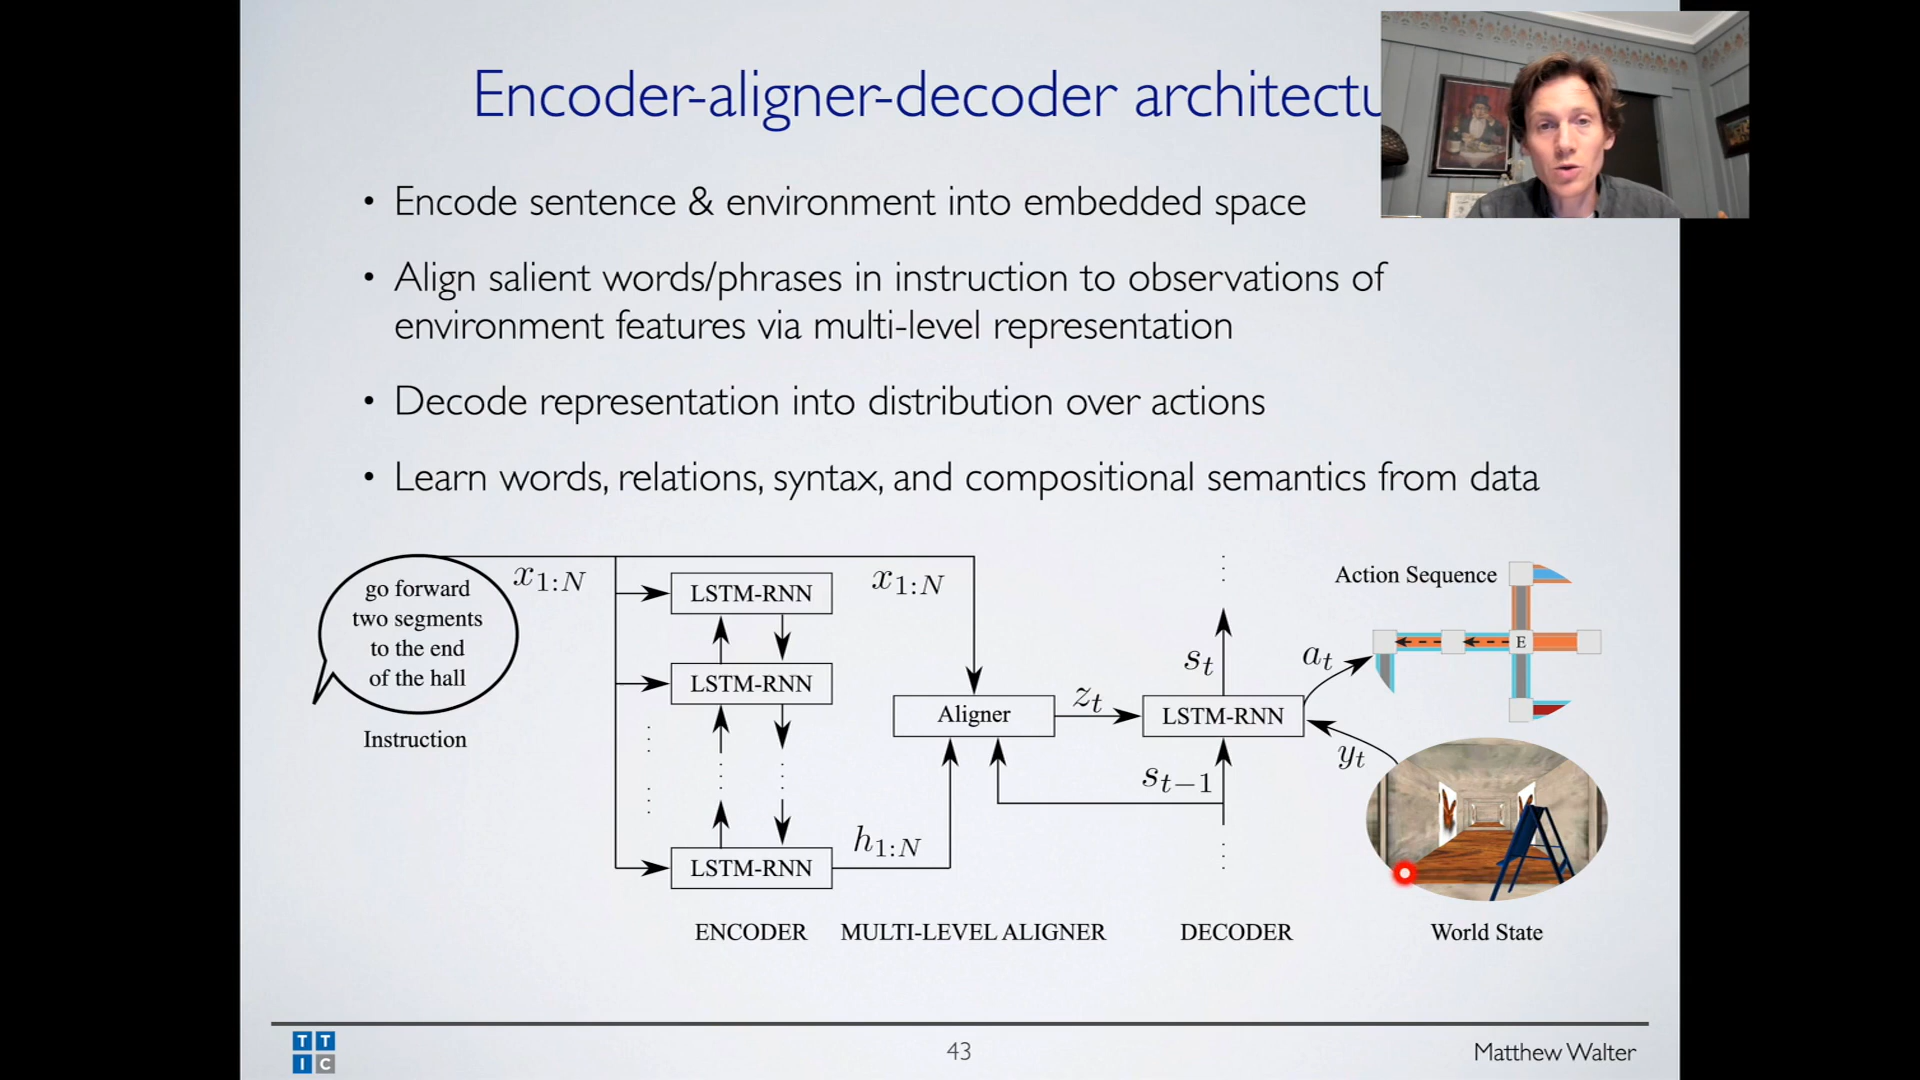 Encoder-aligner-decoder architectu
• Encode sentence & environment into embedded space
• Align salient words/phrases in instruction to observations of
environment features via multi-level representation
• Decode representation into distribution over actions
• Learn words, relations, syntax, and compositional semantics from data
go forward
two segments
to the end
of the hall
Instruction
x1:N
LSTM-RNN
LSTM-RNN
LSTM-RNN
x1:N
h1:N
Aligner
zt
st
LSTM-RNN
st−1
at
yt
Action Sequence
E
World State
ENCODER
MULTI-LEVEL ALIGNER
DECODER
TTIC
43
Matthew Walter